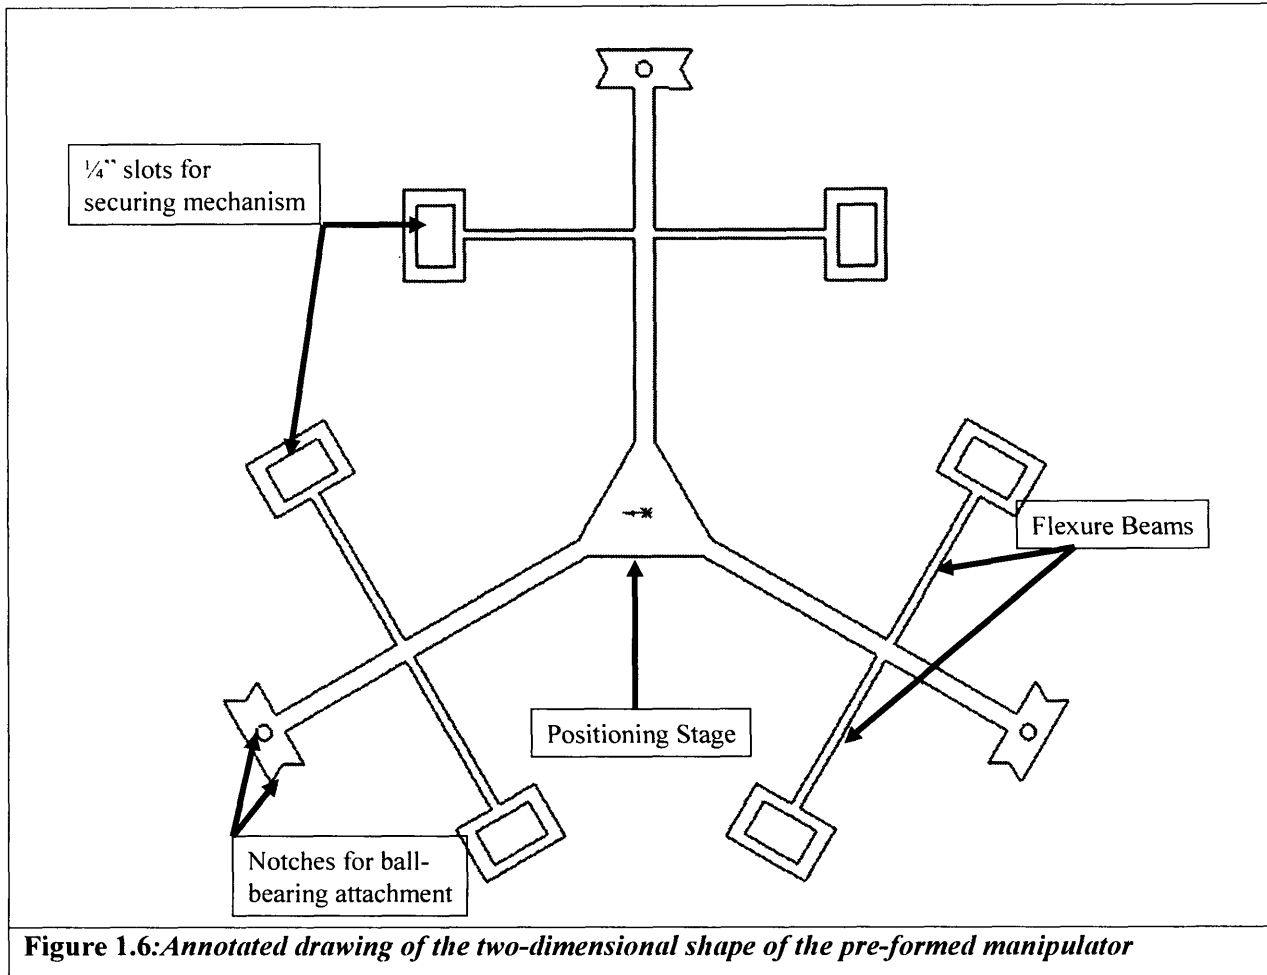 ¼” slots for
securing mechanism
Flexure Beams
Positioning Stage
Notches for ball-
bearing attachment
Figure 1.6:Annotated drawing of the two-dimensional shape of the pre-formed manipulator